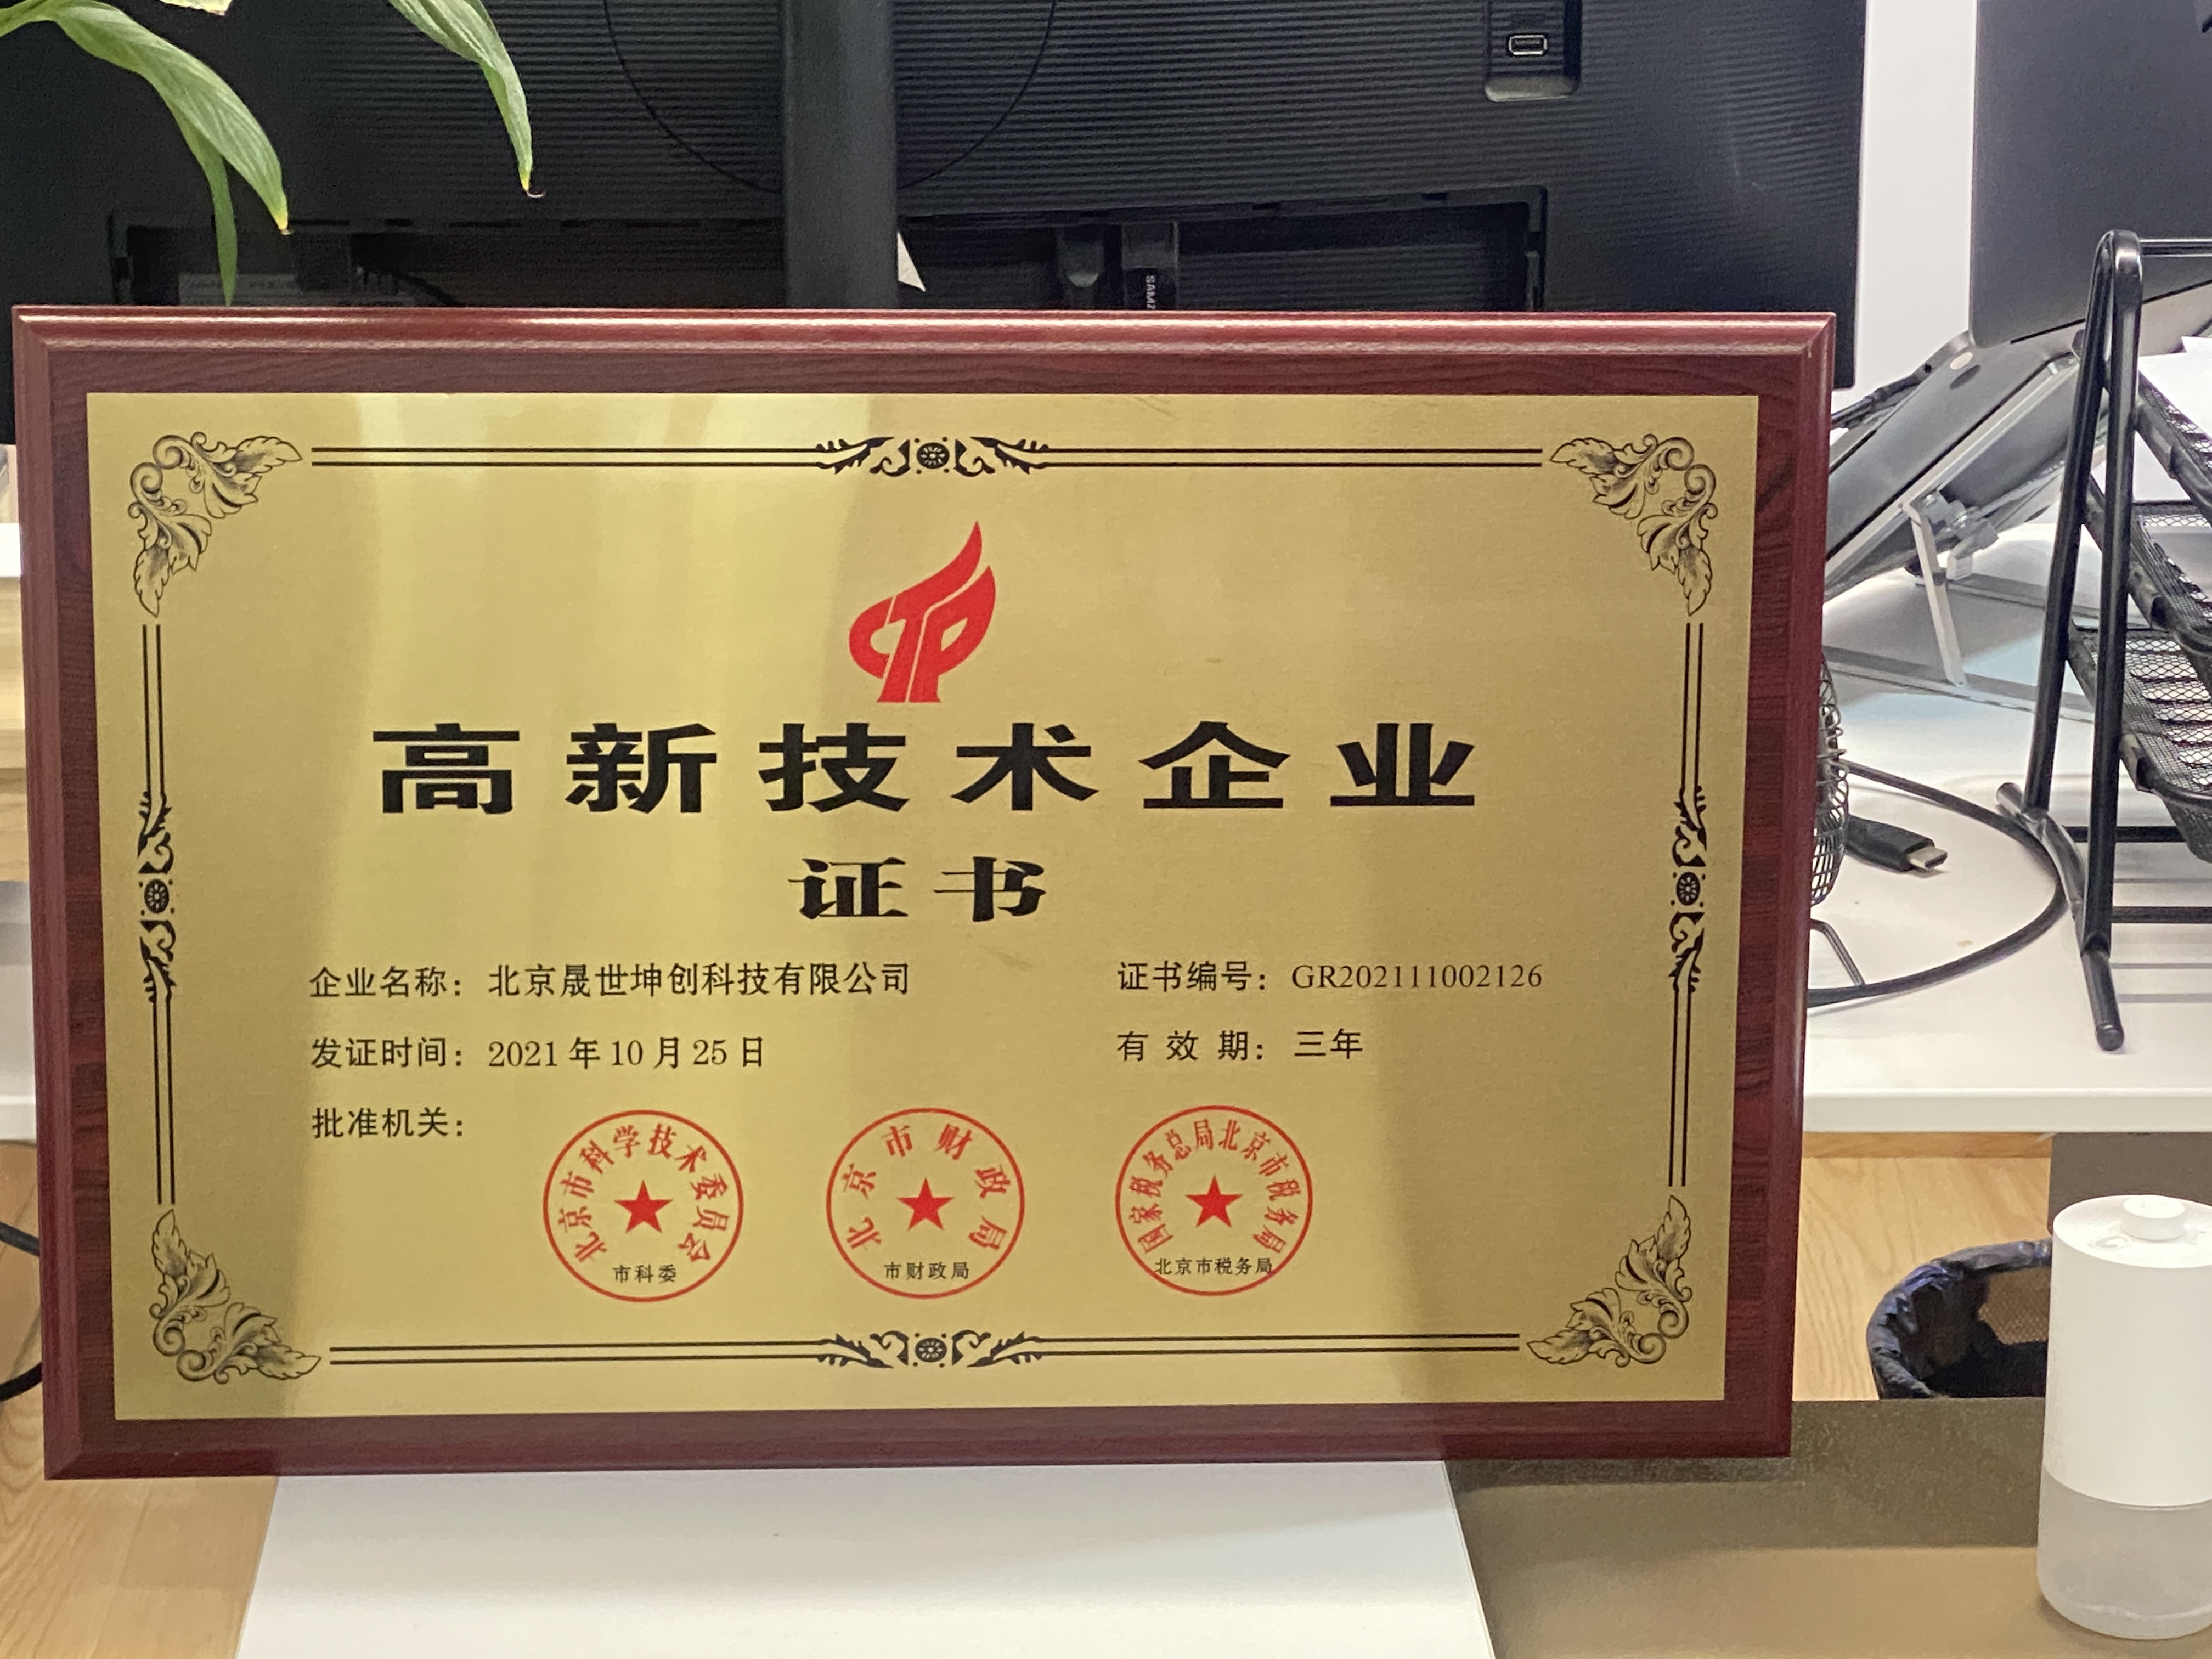 高新技术企业
证书
企业名称：北京晟世坤创科技有限公司
证书编号：GR202111002126
发证时间：2021年10月25日
有效期：三年
批准机关：
北京市科学技术委员会
市科委
北京市财政局
市财政局
国家税务总局北京市税务局
北京市税务局